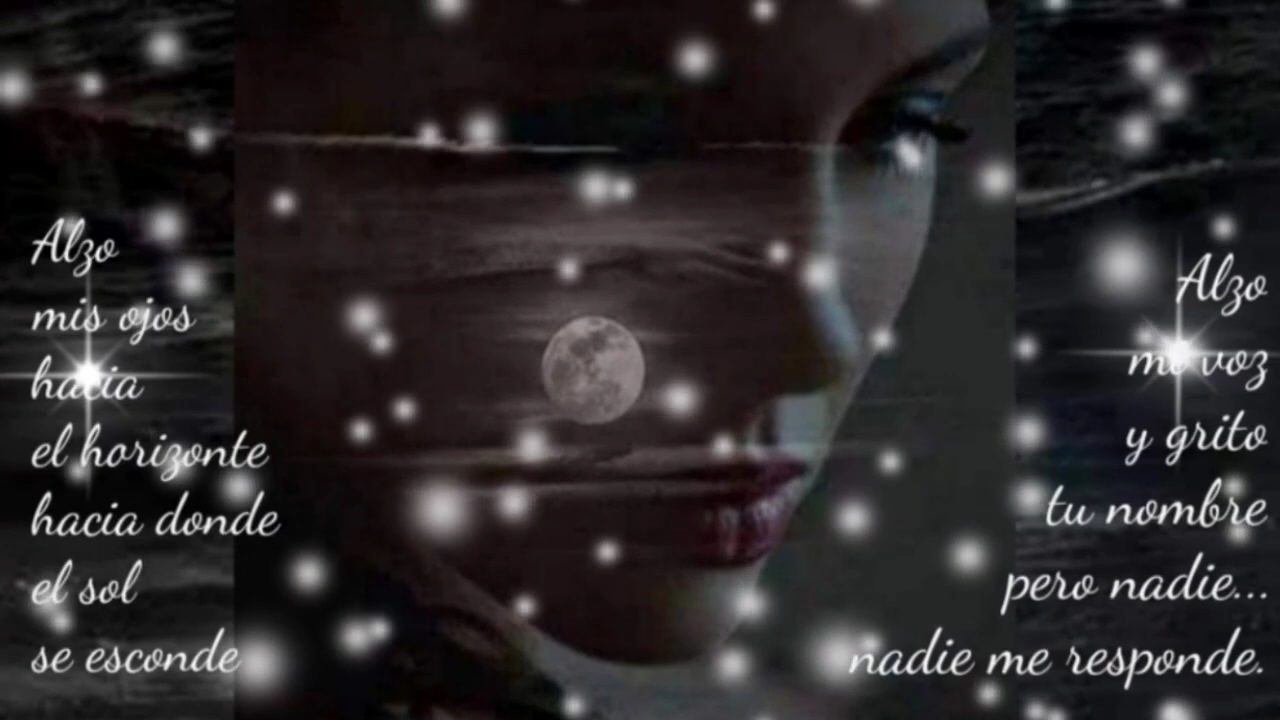 Alzo
mis ojos
hacia
el horizonte
hacia donde
el sol
se esconde
Alzo
mi voz
y grito
tu nombre
pero nadie...
nadie me responde.